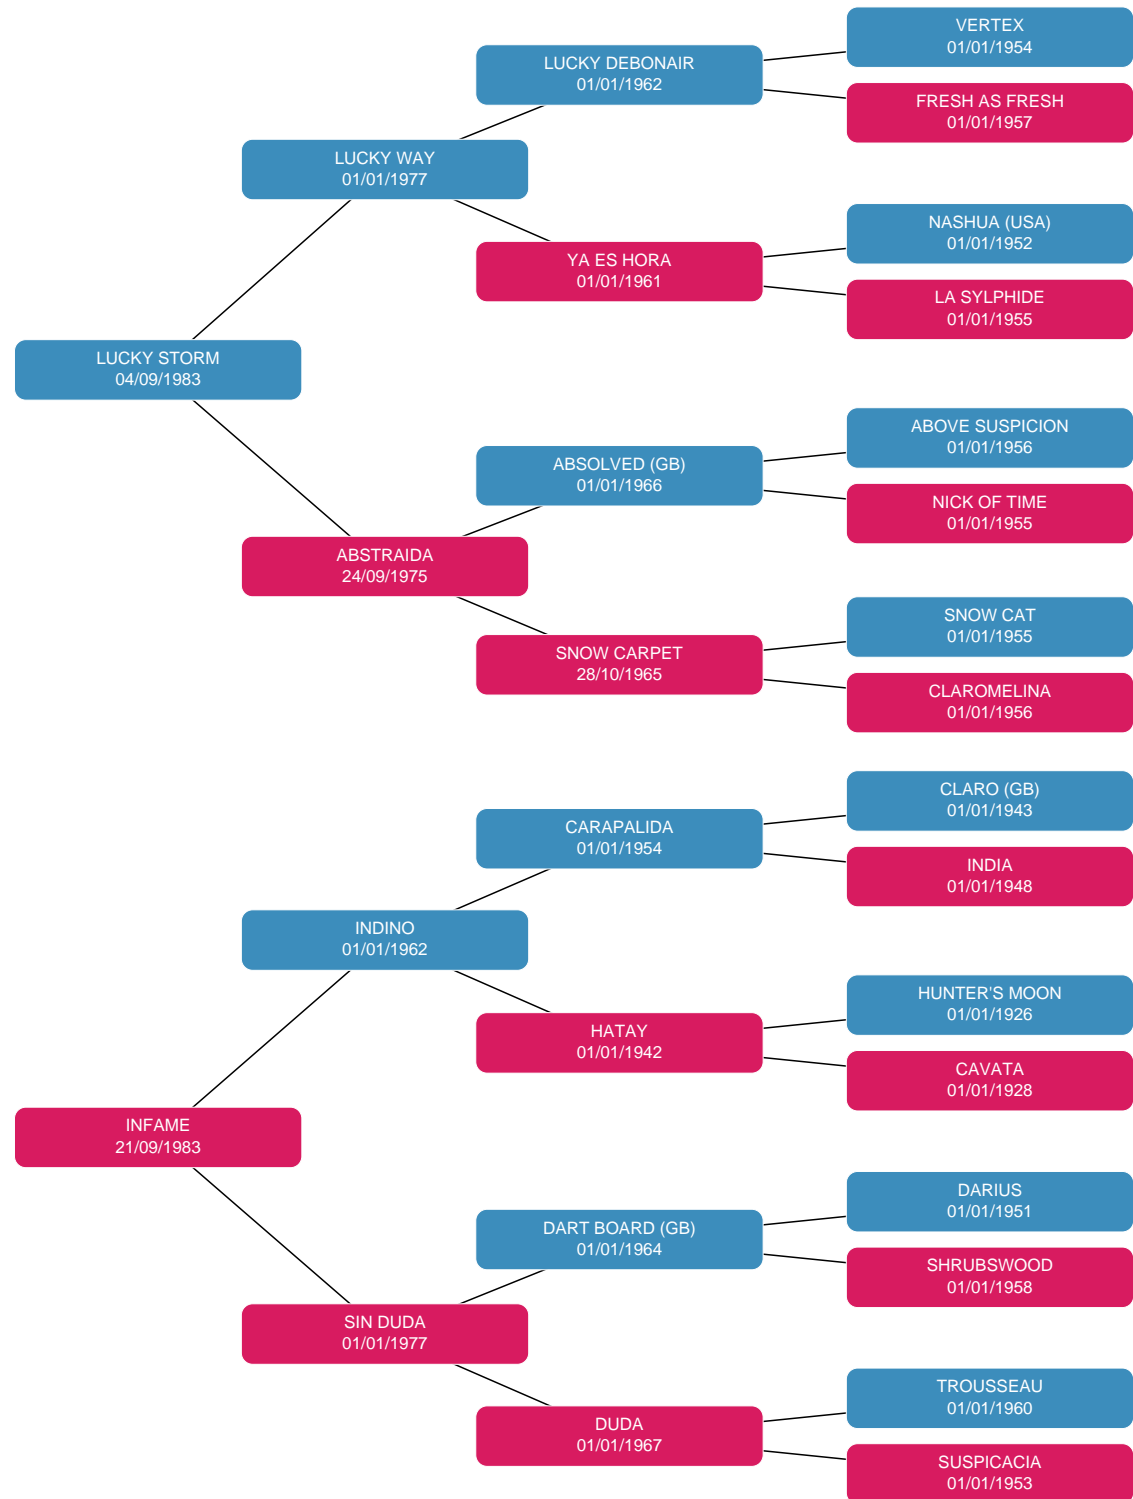 VERTEX
01/01/1954
LUCKY DEBONAIR
01/01/1962
FRESH AS FRESH
01/01/1957
LUCKY WAY
01/01/1977
NASHUA (USA)
01/01/1952
YA ES HORA
01/01/1961
LA SYLPHIDE
01/01/1955
LUCKY STORM
04/09/1983
ABOVE SUSPICION
01/01/1956
ABSOLVED (GB)
01/01/1966
NICK OF TIME
01/01/1955
ABSTRAIDA
24/09/1975
SNOW CAT
01/01/1955
SNOW CARPET
28/10/1965
CLAROMELINA
01/01/1956
CLARO (GB)
01/01/1943
CARAPALIDA
01/01/1954
INDIA
01/01/1948
INDINO
01/01/1962
HUNTER'S MOON
01/01/1926
HATAY
01/01/1942
CAVATA
01/01/1928
INFAME
21/09/1983
DARIUS
01/01/1951
DART BOARD (GB)
01/01/1964
SHRUBSWOOD
01/01/1958
SIN DUDA
01/01/1977
TROUSSEAU
01/01/1960
DUDA
01/01/1967
SUSPICACIA
01/01/1953